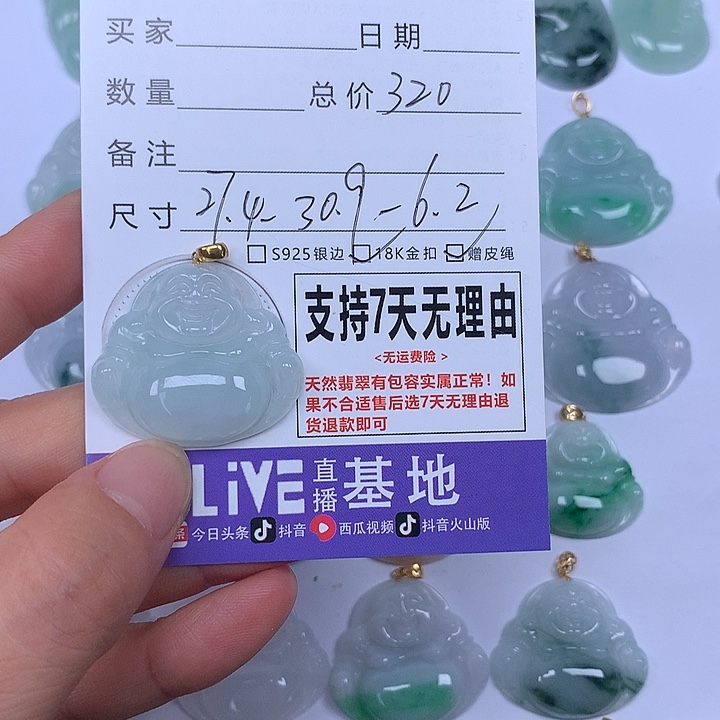 买家 日期
数量 总价 320
备注
尺寸 27.4-30.9-6.2
S925银边 18K金扣 赠皮绳
支持7天无理由
<无运费险>
天然翡翠有包容实属正常！如
果不合适售后选7天无理由退
货退款即可
LiVE 直播 基地
今日头条 抖音 西瓜视频 抖音火山版